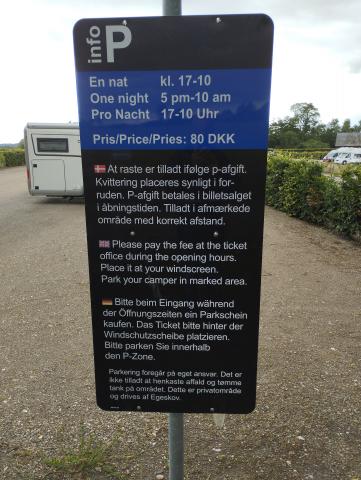 info P
En nat kl. 17-10
One night 5 pm-10 am
Pro Nacht 17-10 Uhr
Pris/Price/Pries: 80 DKK
At raste er tilladt ifølge p-afgift.
Kvittering placeres synligt i for-
ruden. P-afgift betales i billetsalget
i åbningstiden. Tilladt i afmærkede
område med korrekt afstand.
Please pay the fee at the ticket
office during the opening hours.
Place it at your windscreen.
Park your camper in marked area.
Bitte beim Eingang während
der Öffnungszeiten ein Parkschein
kaufen. Das Ticket bitte hinter der
Windschutzscheibe platzieren.
Bitte parken Sie innerhalb
den P-Zone.
Parkering foregår på eget ansvar. Det er
ikke tilladt at henkaste affald og tømme
tank på området. Dette er privatområde
og drives af Egeskov.